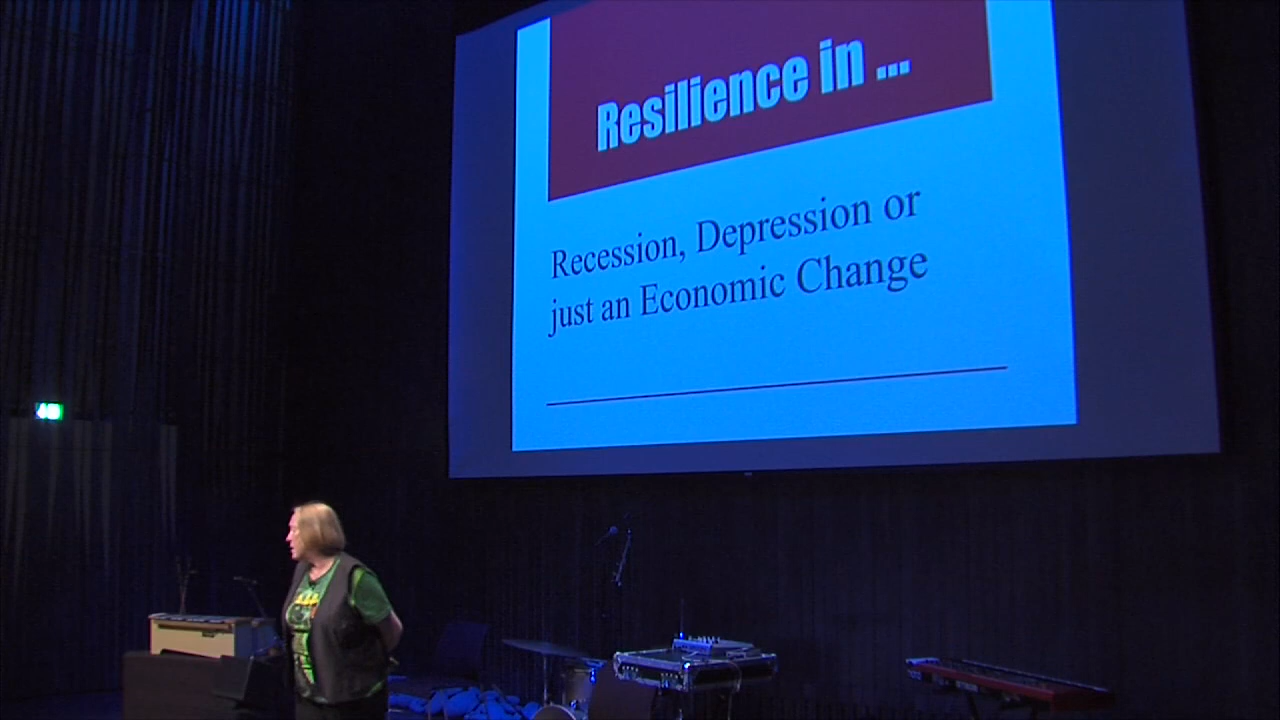 Resilience in ...
Recession, Depression or
just an Economic Change